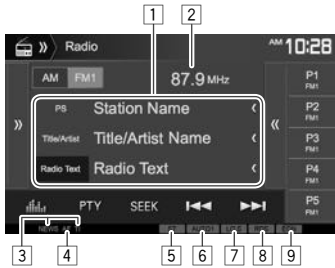 1 2
Radio AM 10:28
AM FM1 87.9 MHz P1
FM1
PS Station Name P2
FM1
Title/Artist Title/Artist Name P3
FM1
Radio Text Radio Text P4
FM1
PTY SEEK P5
FM1
NEWS AF TI
3 4 5 6 7 8 9